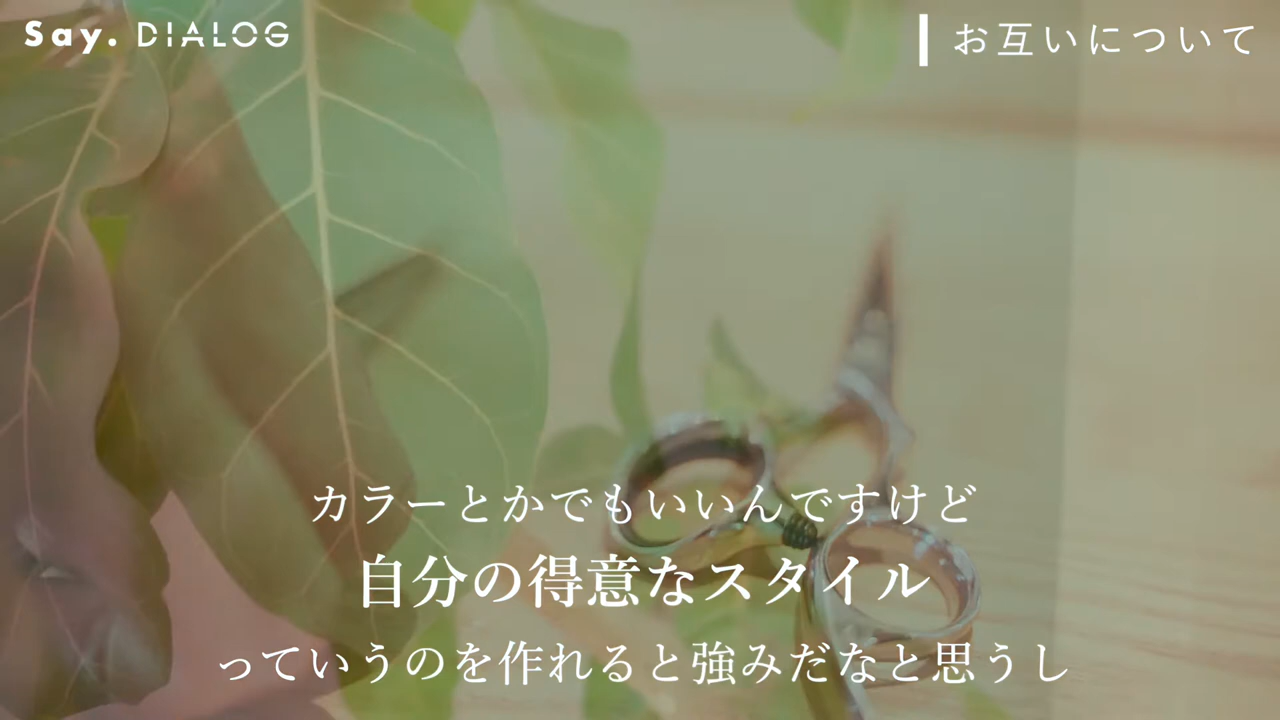 Say. DIALOG
お互いについて
カラーとかでもいいんですけど
自分の得意なスタイル
っていうのを作れると強みだなと思うし